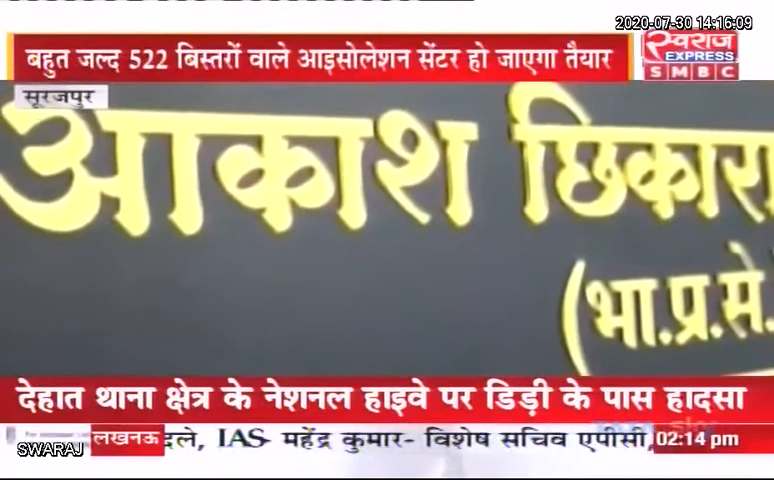 2020-07-30 14:16:09
बहुत जल्द 522 बिस्तरों वाले आइसोलेशन सेंटर हो जाएगा तैयार
स्वराज
EXPRESS
SMBC
सूरजपुर
आकाश छिकारा
(भा.प्र.से.
देहात थाना क्षेत्र के नेशनल हाइवे पर डिड़ी के पास हादसा
लखनऊ
दले, IAS- महेंद्र कुमार- विशेष सचिव एपीसी,
02:14 pm
SWARAJ